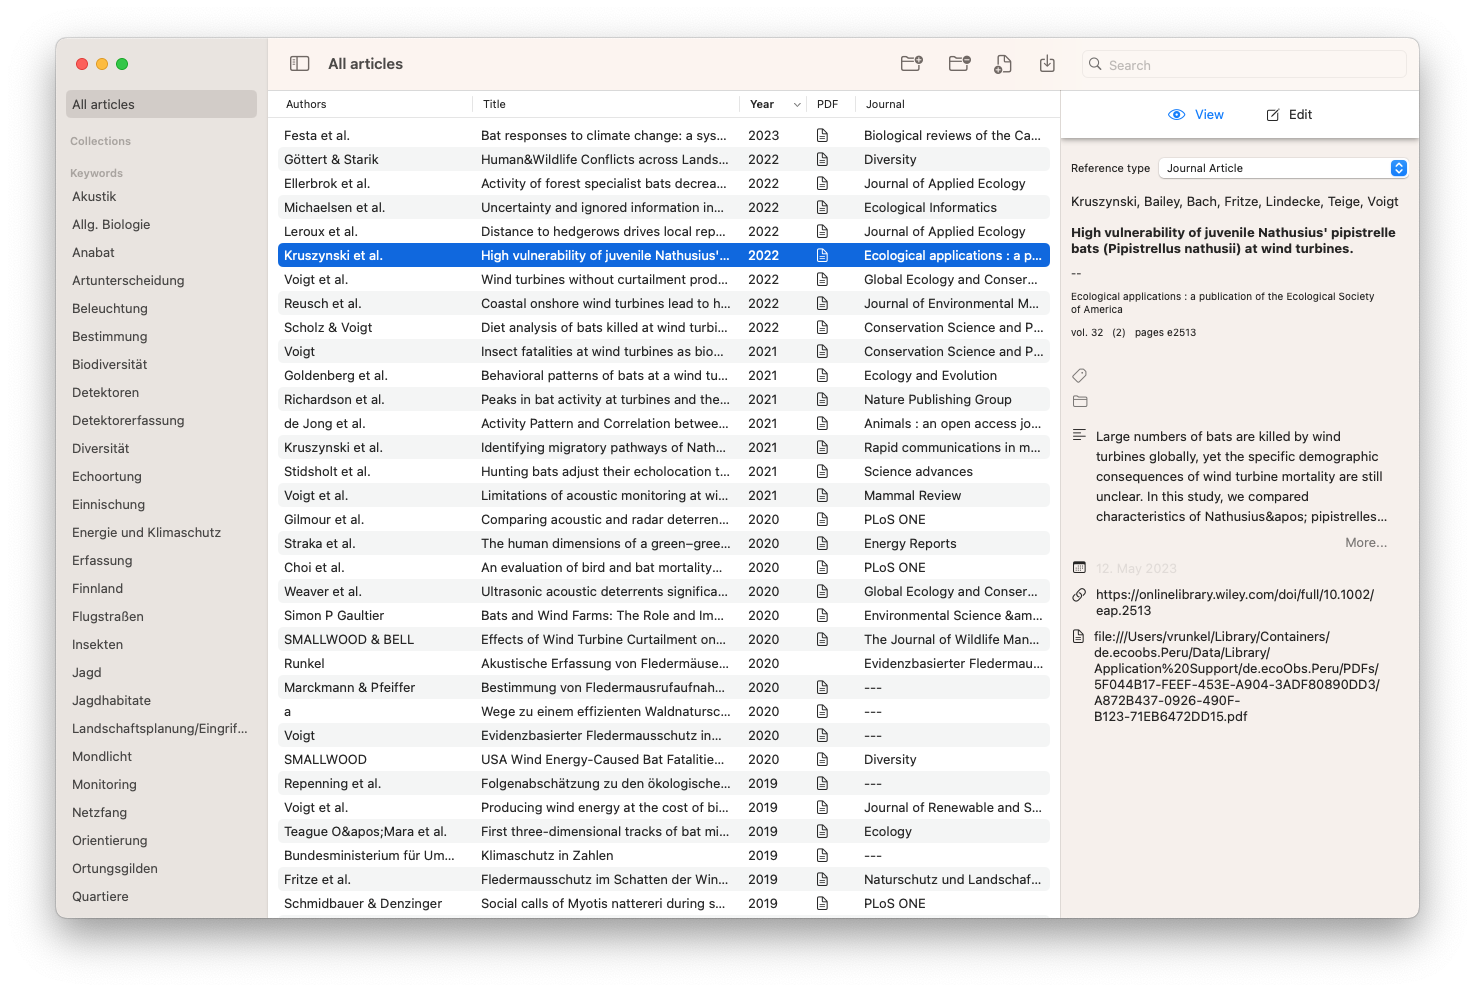 All articles
Search
All articles
Collections
Keywords
Akustik
Allg. Biologie
Anabat
Artunterscheidung
Beleuchtung
Bestimmung
Biodiversität
Detektoren
Detektorerfassung
Diversität
Echoortung
Einnischung
Energie und Klimaschutz
Erfassung
Finnland
Flugstraßen
Insekten
Jagd
Jagdhabitate
Landschaftsplanung/Eingrif...
Mondlicht
Monitoring
Netzfang
Orientierung
Ortungsgilden
Quartiere
Authors Title Year PDF Journal
Festa et al. Bat responses to climate change: a sys... 2023 Biological reviews of the Ca...
Göttert & Starik Human&Wildlife Conflicts across Lands... 2022 Diversity
Ellerbrok et al. Activity of forest specialist bats decrea... 2022 Journal of Applied Ecology
Michaelsen et al. Uncertainty and ignored information in... 2022 Ecological Informatics
Leroux et al. Distance to hedgerows drives local rep... 2022 Journal of Applied Ecology
Kruszynski et al. High vulnerability of juvenile Nathusius'... 2022 Ecological applications : a p...
Voigt et al. Wind turbines without curtailment prod... 2022 Global Ecology and Conser...
Reusch et al. Coastal onshore wind turbines lead to h... 2022 Journal of Environmental M...
Scholz & Voigt Diet analysis of bats killed at wind turbi... 2022 Conservation Science and P...
Voigt Insect fatalities at wind turbines as bio... 2021 Conservation Science and P...
Goldenberg et al. Behavioral patterns of bats at a wind tu... 2021 Ecology and Evolution
Richardson et al. Peaks in bat activity at turbines and the... 2021 Nature Publishing Group
de Jong et al. Activity Pattern and Correlation betwee... 2021 Animals : an open access jo...
Kruszynski et al. Identifying migratory pathways of Nath... 2021 Rapid communications in m...
Stidsholt et al. Hunting bats adjust their echolocation t... 2021 Science advances
Voigt et al. Limitations of acoustic monitoring at wi... 2021 Mammal Review
Gilmour et al. Comparing acoustic and radar deterren... 2020 PLoS ONE
Straka et al. The human dimensions of a green–gree... 2020 Energy Reports
Choi et al. An evaluation of bird and bat mortality... 2020 PLoS ONE
Weaver et al. Ultrasonic acoustic deterrents significa... 2020 Global Ecology and Conser...
Simon P Gaultier Bats and Wind Farms: The Role and Im... 2020 Environmental Science &am...
SMALLWOOD & BELL Effects of Wind Turbine Curtailment on... 2020 The Journal of Wildlife Man...
Runkel Akustische Erfassung von Fledermäuse... 2020 Evidenzbasierter Fledermau...
Marckmann & Pfeiffer Bestimmung von Fledermausrufaufnah... 2020 ---
a Wege zu einem effizienten Waldnatursc... 2020 ---
Voigt Evidenzbasierter Fledermausschutz in... 2020 ---
SMALLWOOD USA Wind Energy-Caused Bat Fatalitie... 2020 Diversity
Repenning et al. Folgenabschätzung zu den ökologische... 2019 ---
Voigt et al. Producing wind energy at the cost of bi... 2019 Journal of Renewable and S...
Teague O&apos;Mara et al. First three-dimensional tracks of bat mi... 2019 Ecology
Bundesministerium für Um... Klimaschutz in Zahlen 2019 ---
Fritze et al. Fledermausschutz im Schatten der Win... 2019 Naturschutz und Landschaf...
Schmidbauer & Denzinger Social calls of Myotis nattereri during s... 2019 PLoS ONE
View Edit
Reference type Journal Article
Kruszynski, Bailey, Bach, Fritze, Lindecke, Teige, Voigt
High vulnerability of juvenile Nathusius' pipistrelle
bats (Pipistrellus nathusii) at wind turbines.
--
Ecological applications : a publication of the Ecological Society
of America
vol. 32 (2) pages e2513
Large numbers of bats are killed by wind
turbines globally, yet the specific demographic
consequences of wind turbine mortality are still
unclear. In this study, we compared
characteristics of Nathusius&apos; pipistrelles...
More...
12. May 2023
https://onlinelibrary.wiley.com/doi/full/10.1002/
eap.2513
file:///Users/vrunkel/Library/Containers/
de.ecoobs.Peru/Data/Library/
Application%20Support/de.ecoObs.Peru/PDFs/
5F044B17-FEEF-453E-A904-3ADF80890DD3/
A872B437-0926-490F-
B123-71EB6472DD15.pdf